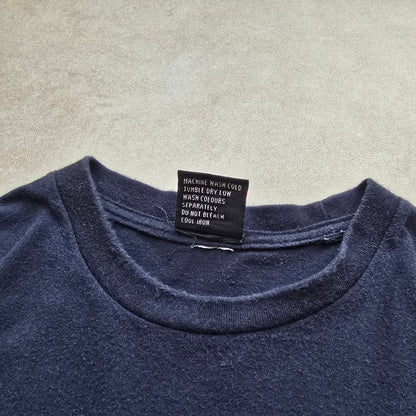 MACHINE WASH COLD
TUMBLE DRY LOW
WASH COLOURS
SEPARATELY
DO NOT BLEACH
COOL IRON